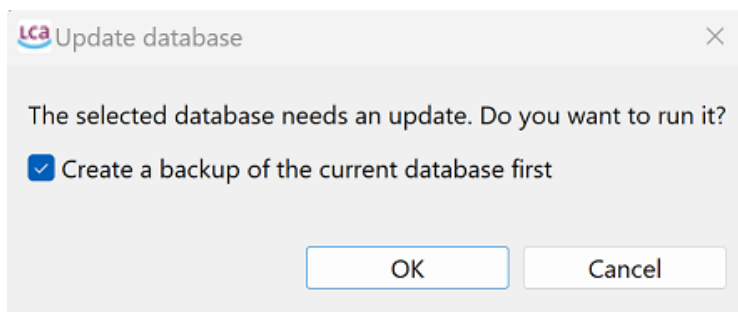 LCa Update database
The selected database needs an update. Do you want to run it?
Create a backup of the current database first
OK Cancel